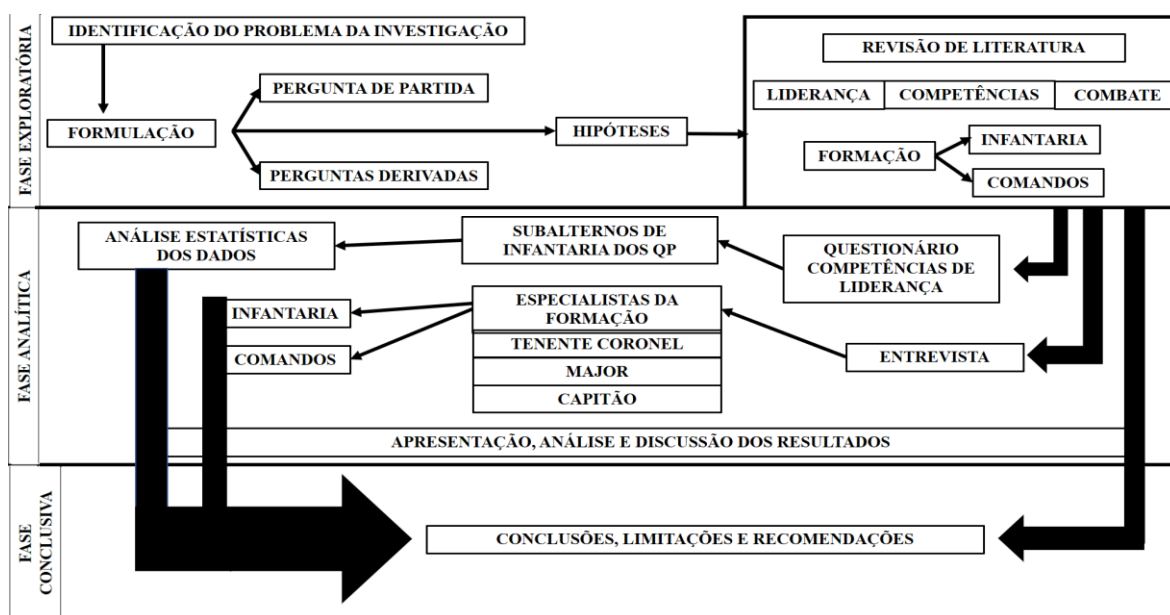 FASE EXPLORATÓRIA
IDENTIFICAÇÃO DO PROBLEMA DA INVESTIGAÇÃO
FORMULAÇÃO
PERGUNTA DE PARTIDA
PERGUNTAS DERIVADAS
HIPÓTESES
REVISÃO DE LITERATURA
LIDERANÇA
COMPETÊNCIAS
COMBATE
FORMAÇÃO
INFANTARIA
COMANDOS
FASE ANALÍTICA
ANÁLISE ESTATÍSTICAS
DOS DADOS
SUBALTERNOS DE
INFANTARIA DOS QP
QUESTIONÁRIO
COMPETÊNCIAS DE
LIDERANÇA
INFANTARIA
COMANDOS
ESPECIALISTAS DA
FORMAÇÃO
TENENTE CORONEL
MAJOR
CAPITÃO
ENTREVISTA
APRESENTAÇÃO, ANÁLISE E DISCUSSÃO DOS RESULTADOS
FASE
CONCLUSIVA
CONCLUSÕES, LIMITAÇÕES E RECOMENDAÇÕES